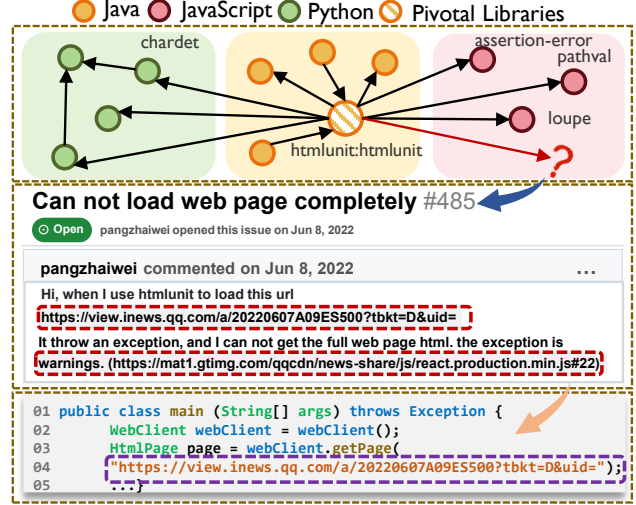 Java JavaScript Python Pivotal Libraries
chardet
assertion-error
pathval
loupe
htmlunit:htmlunit
?
Can not load web page completely #485
Open pangzhaiwei opened this issue on Jun 8, 2022
pangzhaiwei commented on Jun 8, 2022 ...
Hi, when I use htmlunit to load this url
https://view.inews.qq.com/a/20220607A09ES500?tbkt=D&uid=
It throw an exception, and I can not get the full web page html. the exception is
warnings. (https://mat1.gtimg.com/qqcdn/news-share/js/react.production.min.js#22)
01 public class main (String[] args) throws Exception {
02 WebClient webClient = webClient();
03 HtmlPage page = webClient.getPage(
04 "https://view.inews.qq.com/a/20220607A09ES500?tbkt=D&uid=");
05 ...}